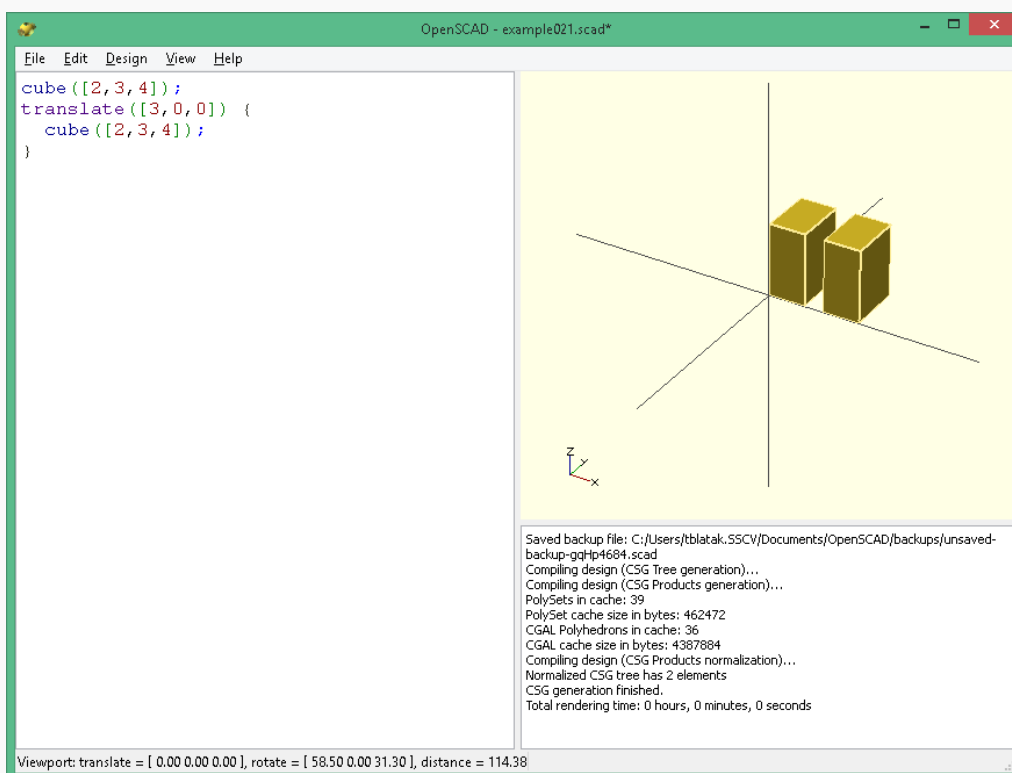 OpenSCAD - example021.scad*
File Edit Design View Help
cube([2,3,4]);
translate([3,0,0]) {
  cube([2,3,4]);
}
Z
Y
X
Saved backup file: C:/Users/tblatak.SSCV/Documents/OpenSCAD/backups/unsaved-
backup-gqHp4684.scad
Compiling design (CSG Tree generation)...
Compiling design (CSG Products generation)...
PolySets in cache: 39
PolySet cache size in bytes: 462472
CGAL Polyhedrons in cache: 36
CGAL cache size in bytes: 4387884
Compiling design (CSG Products normalization)...
Normalized CSG tree has 2 elements
CSG generation finished.
Total rendering time: 0 hours, 0 minutes, 0 seconds
Viewport: translate = [ 0.00 0.00 0.00 ], rotate = [ 58.50 0.00 31.30 ], distance = 114.38